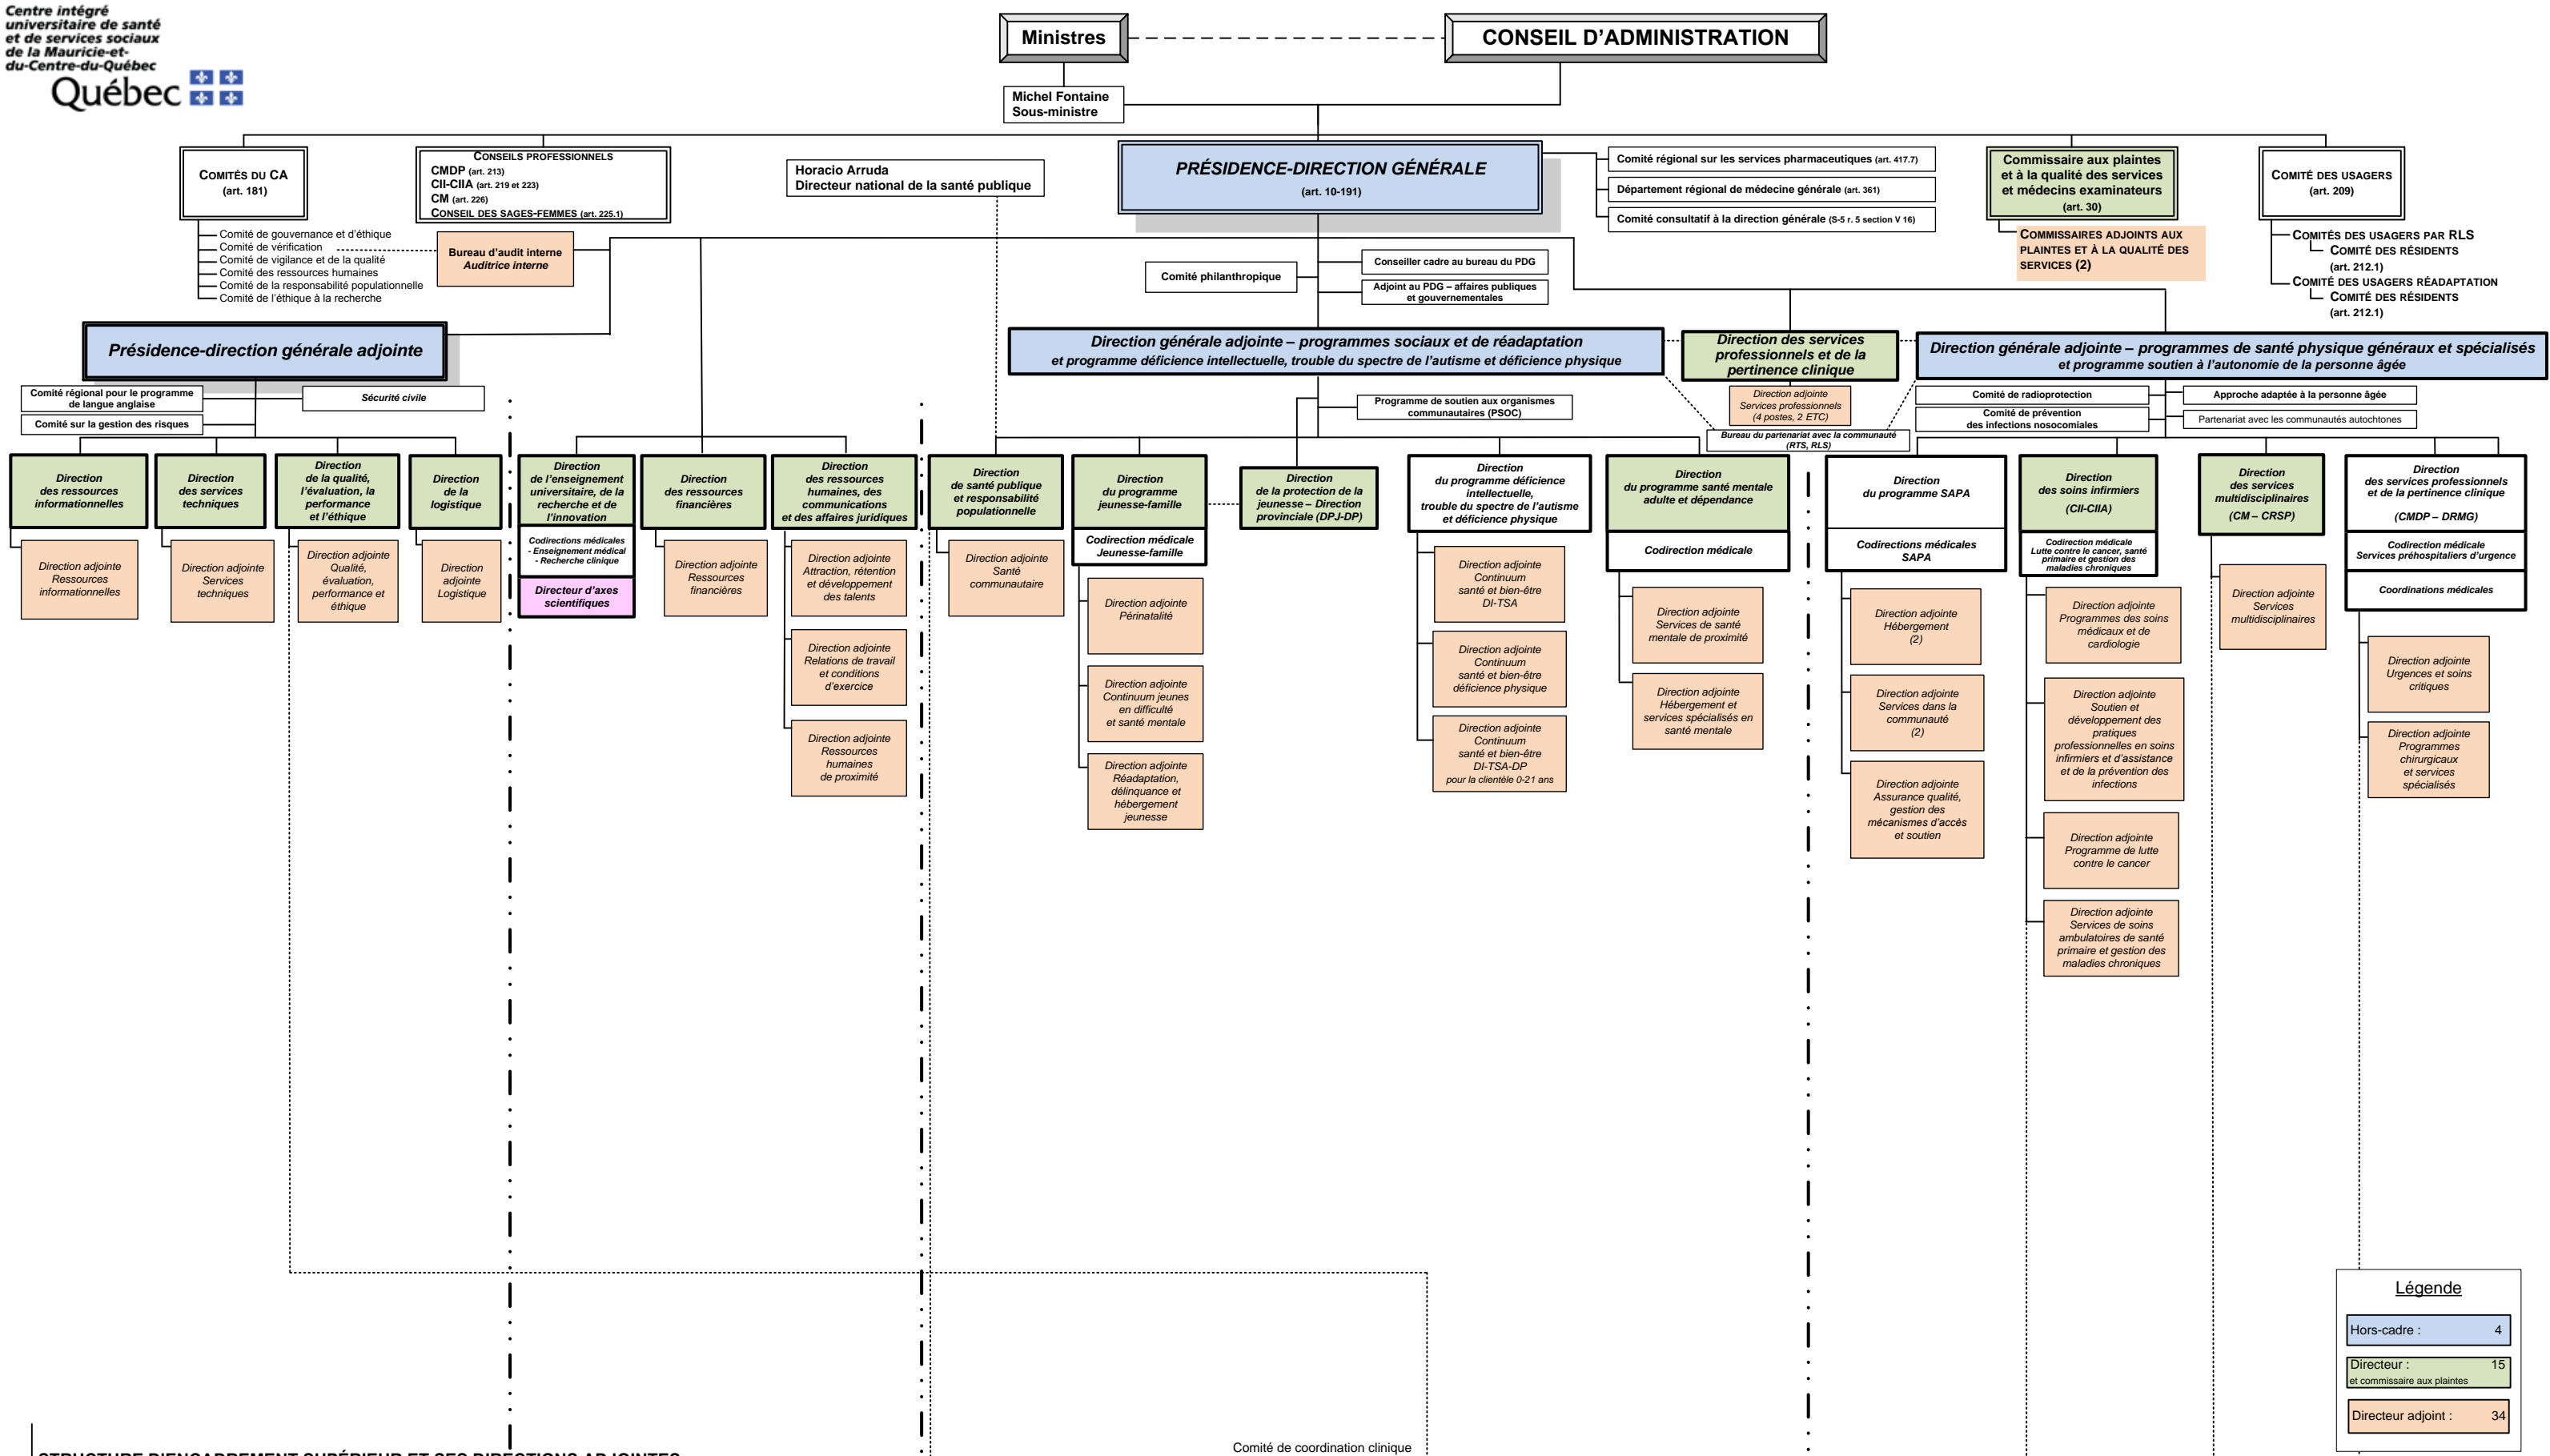 Centre intégré
universitaire de santé
et de services sociaux
de la Mauricie-et-
du-Centre-du-Québec
Québec
Ministres
CONSEIL D'ADMINISTRATION
Michel Fontaine
Sous-ministre
COMITÉS DU CA
(art. 181)
Comité de gouvernance et d'éthique
Comité de vérification
Comité de vigilance et de la qualité
Comité des ressources humaines
Comité de la responsabilité populationnelle
Comité de l'éthique à la recherche
CONSEILS PROFESSIONNELS
CMDP (art. 213)
CII-CIIA (art. 219 et 223)
CM (art. 226)
CONSEIL DES SAGES-FEMMES (art. 225.1)
Bureau d'audit interne
Auditrice interne
Horacio Arruda
Directeur national de la santé publique
PRÉSIDENCE-DIRECTION GÉNÉRALE
(art. 10-191)
Comité régional sur les services pharmaceutiques (art. 417.7)
Département régional de médecine générale (art. 361)
Comité consultatif à la direction générale (S-5 r. 5 section V 16)
Commissaire aux plaintes
et à la qualité des services
et médecins examinateurs
(art. 30)
COMMISSAIRES ADJOINTS AUX
PLAINTES ET À LA QUALITÉ DES
SERVICES (2)
COMITÉ DES USAGERS
(art. 209)
COMITÉS DES USAGERS PAR RLS
COMITÉ DES RÉSIDENTS
(art. 212.1)
COMITÉ DES USAGERS RÉADAPTATION
COMITÉ DES RÉSIDENTS
(art. 212.1)
Comité philanthropique
Conseiller cadre au bureau du PDG
Adjoint au PDG – affaires publiques
et gouvernementales
Présidence-direction générale adjointe
Direction générale adjointe – programmes sociaux et de réadaptation
et programme déficience intellectuelle, trouble du spectre de l'autisme et déficience physique
Direction des services
professionnels et de la
pertinence clinique
Direction générale adjointe – programmes de santé physique généraux et spécialisés
et programme soutien à l'autonomie de la personne âgée
Comité régional pour le programme
de langue anglaise
Sécurité civile
Comité sur la gestion des risques
Programme de soutien aux organismes
communautaires (PSOC)
Direction adjointe
Services professionnels
(4 postes, 2 ETC)
Bureau du partenariat avec la communauté
(RTS, RLS)
Comité de radioprotection
Comité de prévention
des infections nosocomiales
Approche adaptée à la personne âgée
Partenariat avec les communautés autochtones
Direction
des ressources
informationnelles
Direction adjointe
Ressources
informationnelles
Direction
des services
techniques
Direction adjointe
Services
techniques
Direction
de la qualité,
l'évaluation, la
performance
et l'éthique
Direction adjointe
Qualité,
évaluation,
performance et
éthique
Direction
de la
logistique
Direction
adjointe
Logistique
Direction
de l'enseignement
universitaire, de la
recherche et de
l'innovation
Codirections médicales
- Enseignement médical
- Recherche clinique
Directeur d'axes
scientifiques
Direction
des ressources
financières
Direction adjointe
Ressources
financières
Direction
des ressources
humaines, des
communications
et des affaires juridiques
Direction adjointe
Attraction, rétention
et développement
des talents
Direction adjointe
Relations de travail
et conditions
d'exercice
Direction adjointe
Ressources
humaines
de proximité
Direction
de santé publique
et responsabilité
populationnelle
Direction adjointe
Santé
communautaire
Direction
du programme
jeunesse-famille
Codirection médicale
Jeunesse-famille
Direction adjointe
Périnatalité
Direction adjointe
Continuum jeunes
en difficulté
et santé mentale
Direction adjointe
Réadaptation,
délinquance et
hébergement
jeunesse
Direction
de la protection de la
jeunesse – Direction
provinciale (DPJ-DP)
Direction
du programme déficience
intellectuelle,
trouble du spectre de l'autisme
et déficience physique
Direction adjointe
Continuum
santé et bien-être
DI-TSA
Direction adjointe
Continuum
santé et bien-être
déficience physique
Direction adjointe
Continuum
santé et bien-être
DI-TSA-DP
pour la clientèle 0-21 ans
Direction
du programme santé mentale
adulte et dépendance
Codirection médicale
Direction adjointe
Services de santé
mentale de proximité
Direction adjointe
Hébergement et
services spécialisés en
santé mentale
Direction
du programme SAPA
Codirections médicales
SAPA
Direction adjointe
Hébergement
(2)
Direction adjointe
Services dans la
communauté
(2)
Direction adjointe
Assurance qualité,
gestion des
mécanismes d'accès
et soutien
Direction
des soins infirmiers
(CII-CIIA)
Codirection médicale
Lutte contre le cancer, santé
primaire et gestion des
maladies chroniques
Direction adjointe
Programmes des soins
médicaux et de
cardiologie
Direction adjointe
Soutien et
développement des
pratiques
professionnelles en soins
infirmiers et d'assistance
et de la prévention des
infections
Direction adjointe
Programme de lutte
contre le cancer
Direction adjointe
Services de soins
ambulatoires de santé
primaire et gestion des
maladies chroniques
Direction
des services
multidisciplinaires
(CM – CRSP)
Direction adjointe
Services
multidisciplinaires
Direction
des services professionnels
et de la pertinence clinique
(CMDP – DRMG)
Codirection médicale
Services préhospitaliers d'urgence
Coordinations médicales
Direction adjointe
Urgences et soins
critiques
Direction adjointe
Programmes
chirurgicaux
et services
spécialisés
Légende
Hors-cadre : 4
Directeur : 15
et commissaire aux plaintes
Directeur adjoint : 34
Comité de coordination clinique
STRUCTURE D'ENCADREMENT SUPÉRIEUR ET SES DIRECTIONS ADJOINTES